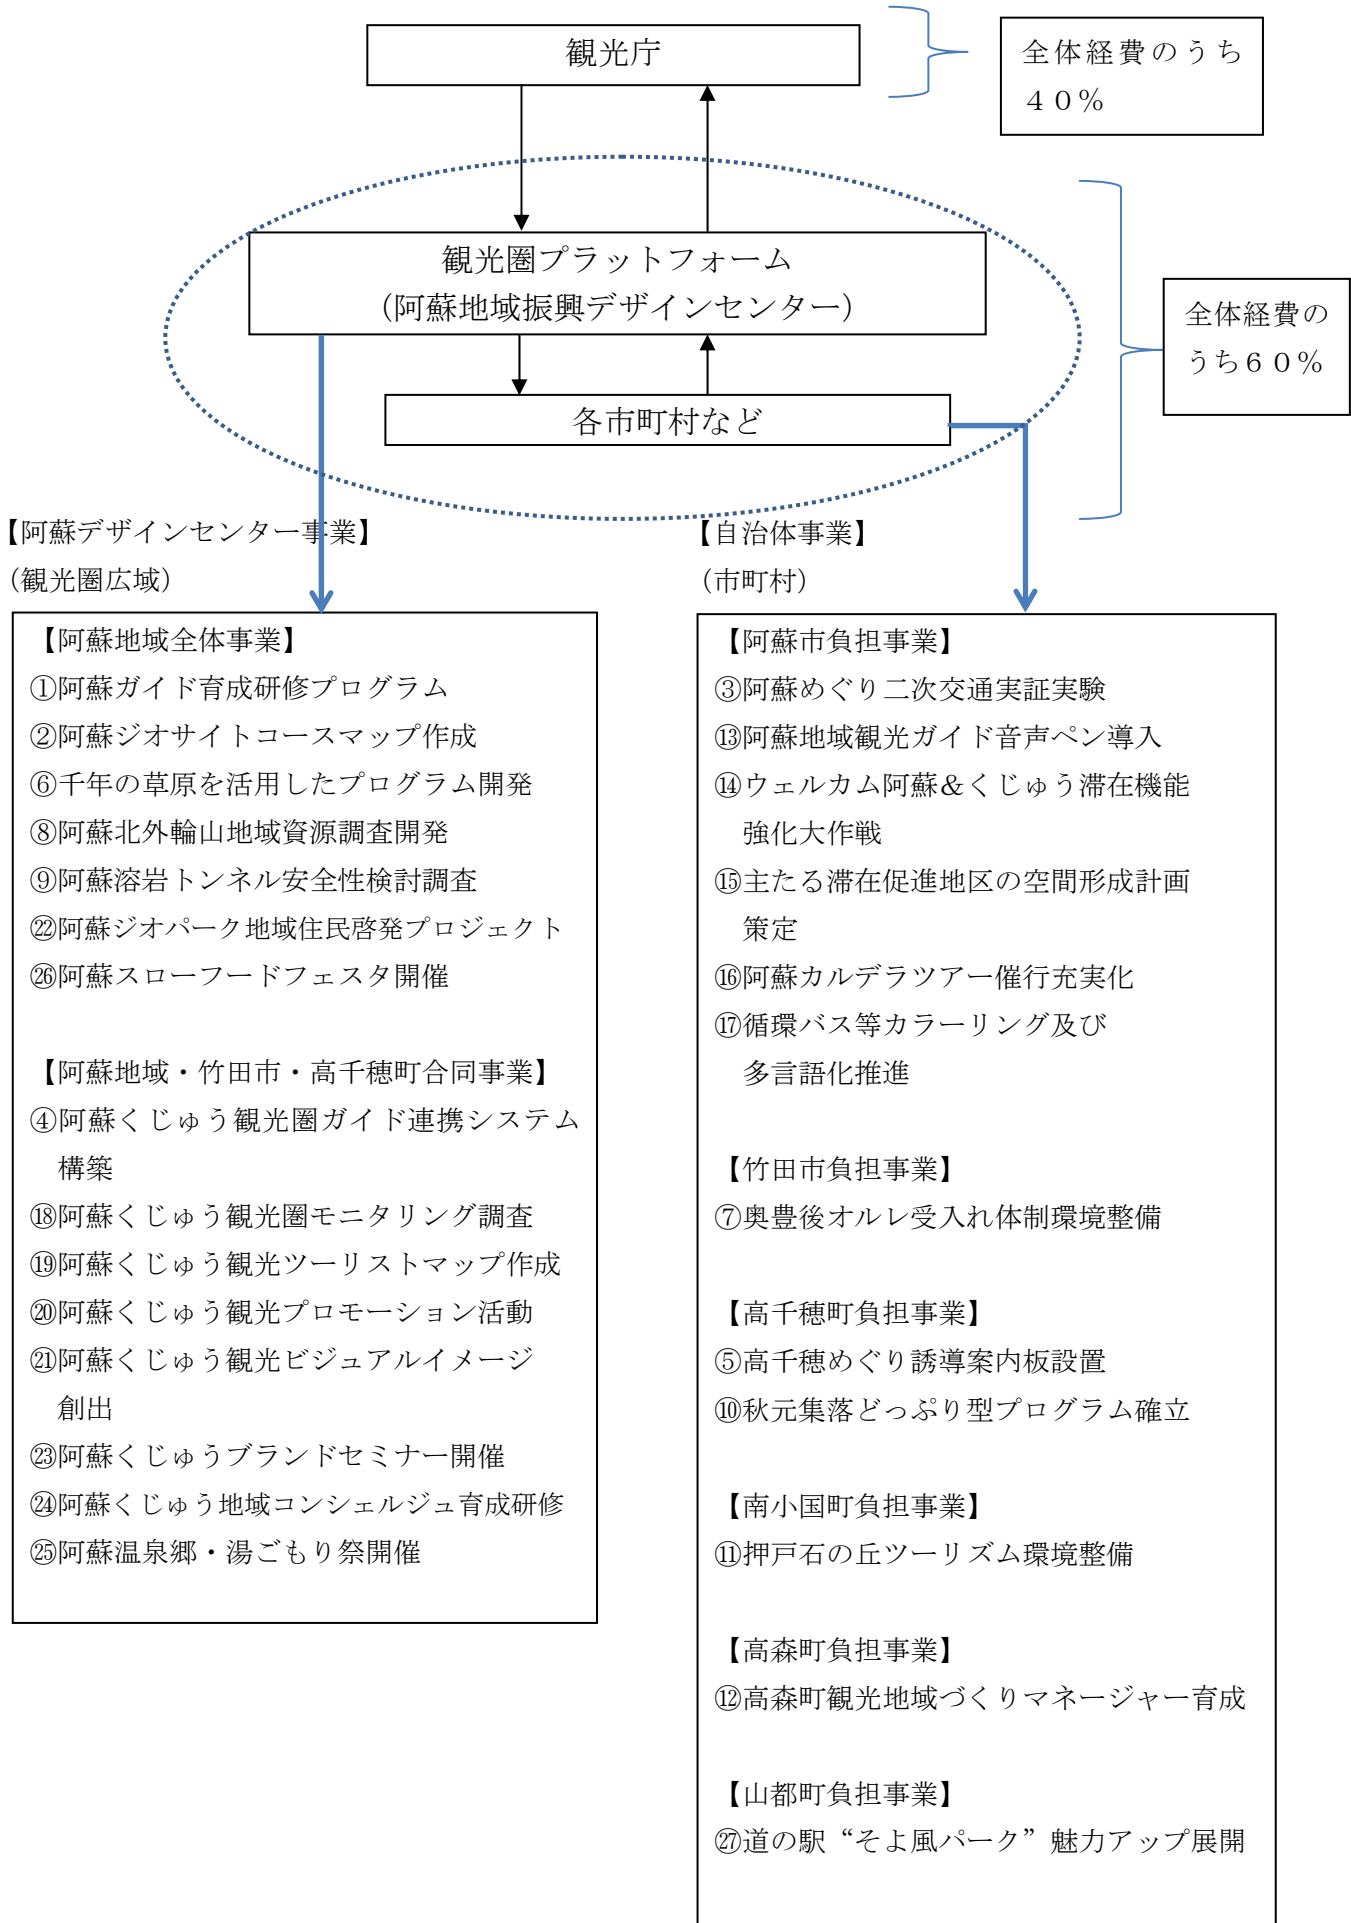 観光庁
全体経費のうち
４０％
観光圏プラットフォーム
（阿蘇地域振興デザインセンター）
全体経費の
うち６０％
各市町村など
【阿蘇デザインセンター事業】
（観光圏広域）
【阿蘇地域全体事業】
①阿蘇ガイド育成研修プログラム
②阿蘇ジオサイトコースマップ作成
⑥千年の草原を活用したプログラム開発
⑧阿蘇北外輪山地域資源調査開発
⑨阿蘇溶岩トンネル安全性検討調査
㉒阿蘇ジオパーク地域住民啓発プロジェクト
㉖阿蘇スローフードフェスタ開催
【阿蘇地域・竹田市・高千穂町合同事業】
④阿蘇くじゅう観光圏ガイド連携システム
構築
⑱阿蘇くじゅう観光圏モニタリング調査
⑲阿蘇くじゅう観光ツーリストマップ作成
⑳阿蘇くじゅう観光プロモーション活動
㉑阿蘇くじゅう観光ビジュアルイメージ
創出
㉓阿蘇くじゅうブランドセミナー開催
㉔阿蘇くじゅう地域コンシェルジュ育成研修
㉕阿蘇温泉郷・湯ごもり祭開催
【自治体事業】
（市町村）
【阿蘇市負担事業】
③阿蘇めぐり二次交通実証実験
⑬阿蘇地域観光ガイド音声ペン導入
⑭ウェルカム阿蘇＆くじゅう滞在機能
強化大作戦
⑮主たる滞在促進地区の空間形成計画
策定
⑯阿蘇カルデラツアー催行充実化
⑰循環バス等カラーリング及び
多言語化推進
【竹田市負担事業】
⑦奥豊後オルレ受入れ体制環境整備
【高千穂町負担事業】
⑤高千穂めぐり誘導案内板設置
⑩秋元集落どっぷり型プログラム確立
【南小国町負担事業】
⑪押戸石の丘ツーリズム環境整備
【高森町負担事業】
⑫高森町観光地域づくりマネージャー育成
【山都町負担事業】
㉗道の駅“そよ風パーク”魅力アップ展開